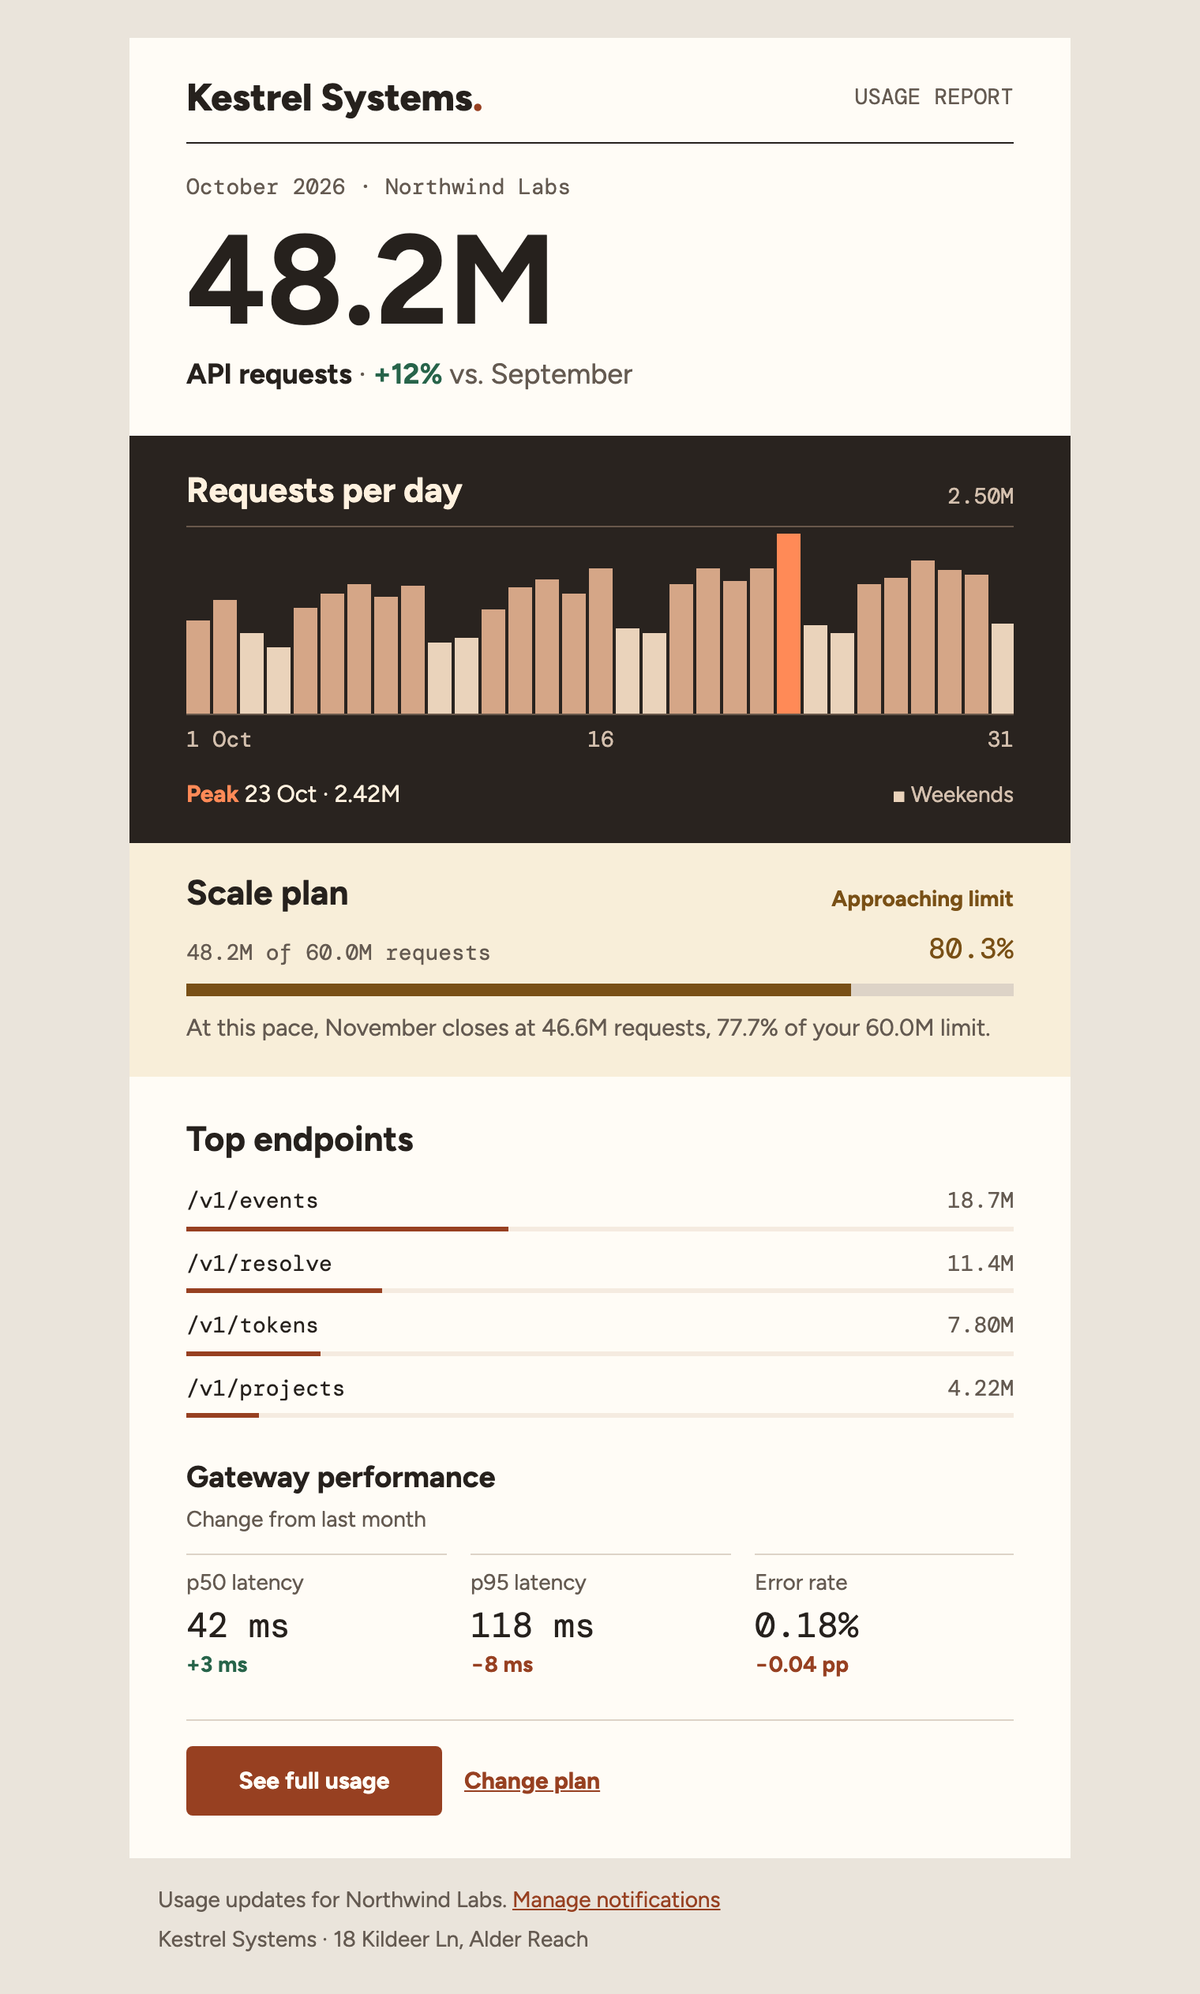 Kestrel Systems.
USAGE REPORT
October 2026 · Northwind Labs
48.2M
API requests · +12% vs. September
Requests per day
2.50M
1 Oct
16
31
Peak 23 Oct · 2.42M
Weekends
Scale plan
Approaching limit
48.2M of 60.0M requests
80.3%
At this pace, November closes at 46.6M requests, 77.7% of your 60.0M limit.
Top endpoints
/v1/events
18.7M
/v1/resolve
11.4M
/v1/tokens
7.80M
/v1/projects
4.22M
Gateway performance
Change from last month
p50 latency
42 ms
+3 ms
p95 latency
118 ms
−8 ms
Error rate
0.18%
−0.04 pp
See full usage
Change plan
Usage updates for Northwind Labs. Manage notifications
Kestrel Systems · 18 Kildeer Ln, Alder Reach